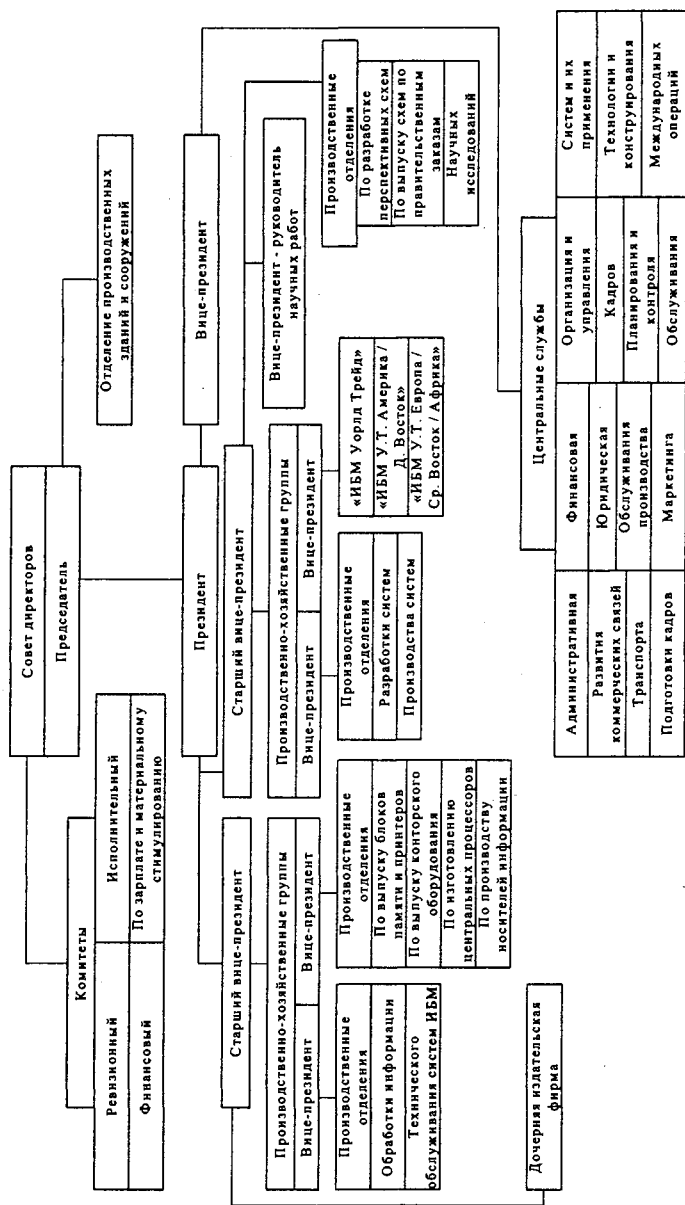 Совет директоров
Председатель
Отделение производственных
зданий и сооружений
Комитеты
Ревизионный
Исполнительный
Финансовый
По зарплате и материальному
стимулированию
Президент
Вице-президент
Старший вице-президент
Производственно-хозяйственные группы
Вице-президент
Вице-президент
Производственные
отделения
Обработки информации
Технического
обслуживания систем ИБМ
Производственные
отделения
По выпуску блоков
памяти и принтеров
По выпуску конторского
оборудования
По изготовлению
центральных процессоров
По производству
носителей информации
Дочерняя издательская
фирма
Старший вице-президент
Производственно-хозяйственные группы
Вице-президент
Вице-президент
Производственные
отделения
Разработки систем
Производства систем
«ИБМ Уорлд Трейд»
«ИБМ У.Т. Америка /
Д. Восток»
«ИБМ У.Т. Европа /
Ср. Восток / Африка»
Вице-президент - руководитель
научных работ
Производственные
отделения
По разработке
перспективных схем
По выпуску схем по
правительственным
заказам
Научных
исследований
Центральные службы
Административная
Финансовая
Организация и
управления
Систем и их
применения
Развития
коммерческих связей
Юридическая
Кадров
Технологии и
конструирования
Транспорта
Обслуживания
производства
Планирования и
контроля
Международных
операций
Подготовки кадров
Маркетинга
Обслуживания